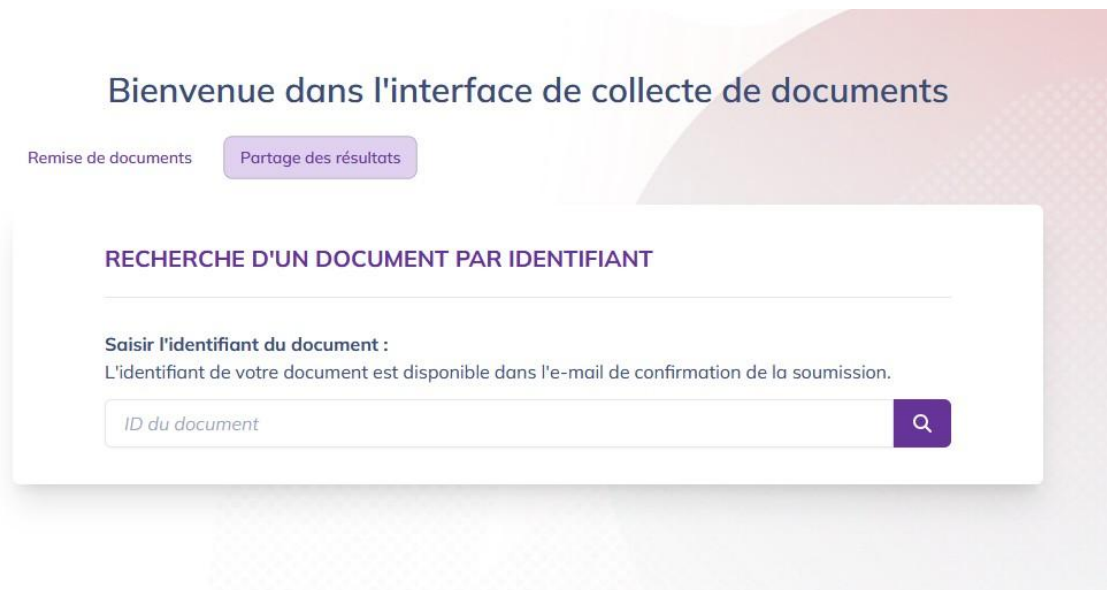 Bienvenue dans l'interface de collecte de documents
Remise de documents
Partage des résultats
RECHERCHE D'UN DOCUMENT PAR IDENTIFIANT
Saisir l'identifiant du document :
L'identifiant de votre document est disponible dans l'e-mail de confirmation de la soumission.
ID du document